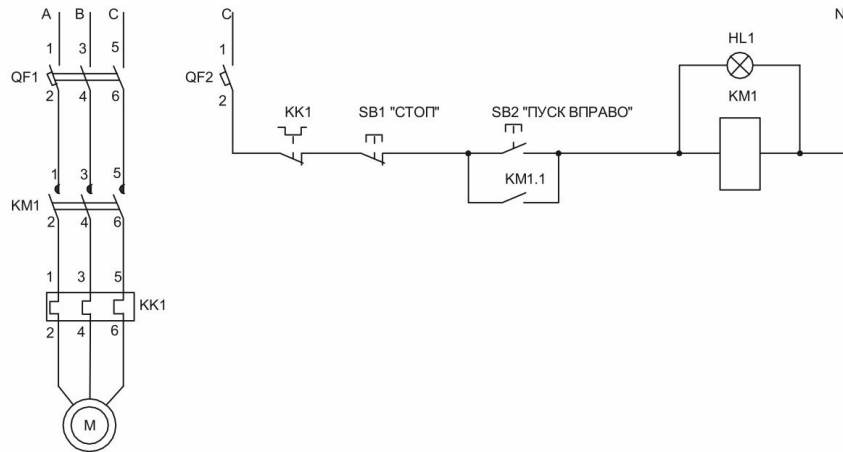 A B C
1 3 5
QF1
2 4 6
1 3 5
KM1
2 4 6
1 3 5
KK1
2 4 6
M
C
1
QF2
2
KK1
SB1 "СТОП"
SB2 "ПУСК ВПРАВО"
KM1.1
HL1
KM1
N